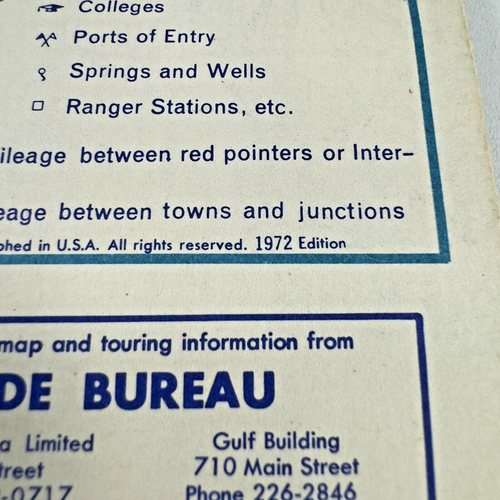 Colleges
Ports of Entry
Springs and Wells
Ranger Stations, etc.
ileage between red pointers or Inter-
eage between towns and junctions
phed in U.S.A. All rights reserved. 1972 Edition
map and touring information from
DE BUREAU
a Limited
Gulf Building
treet
710 Main Street
-0717
Phone 226-2846